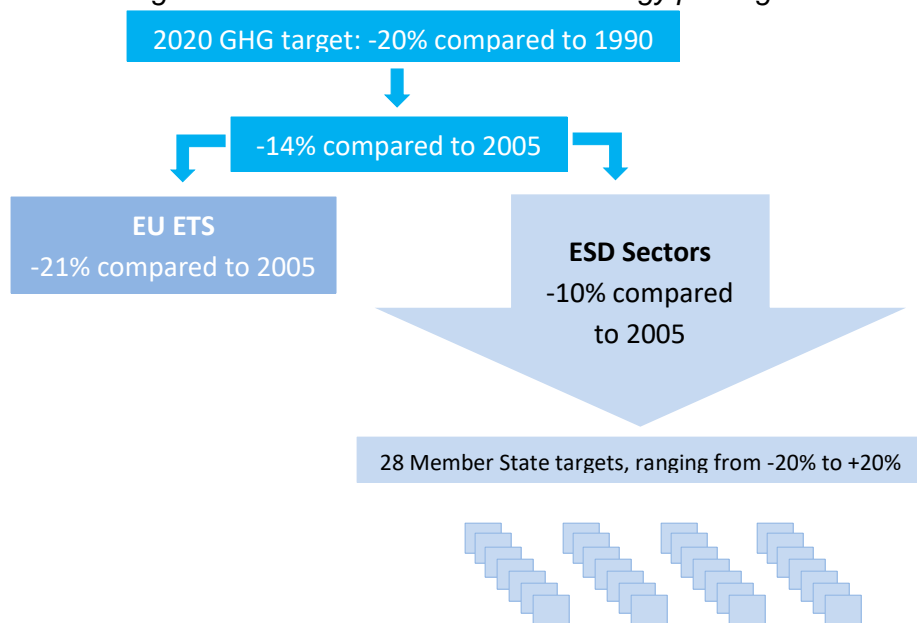 2020 GHG target: -20% compared to 1990
-14% compared to 2005
EU ETS
-21% compared to 2005
ESD Sectors
-10% compared
to 2005
28 Member State targets, ranging from -20% to +20%